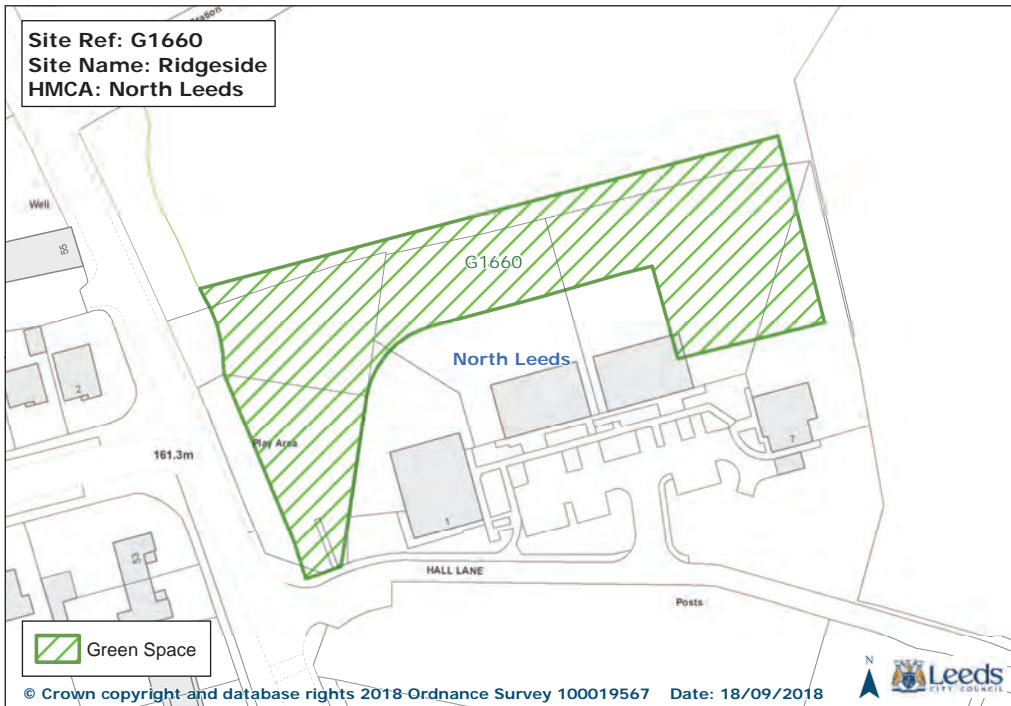 Site Ref: G1660
Site Name: Ridgeside
HMCA: North Leeds
Well
55
G1660
North Leeds
2
Play Area
161.3m
7
1
53
HALL LANE
Posts
Green Space
© Crown copyright and database rights 2018 Ordnance Survey 100019567 Date: 18/09/2018
N
Leeds
CITY COUNCIL